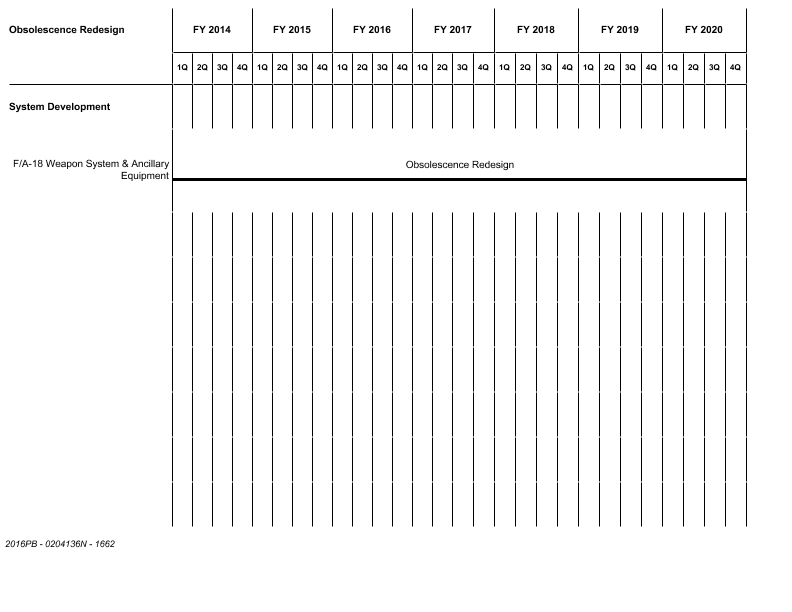 Obsolescence Redesign FY 2014 FY 2015 FY 2016 FY 2017 FY 2018 FY 2019 FY 2020
1Q 2Q 3Q 4Q 1Q 2Q 3Q 4Q 1Q 2Q 3Q 4Q 1Q 2Q 3Q 4Q 1Q 2Q 3Q 4Q 1Q 2Q 3Q 4Q 1Q 2Q 3Q 4Q
System Development
F/A-18 Weapon System & Ancillary
Equipment
Obsolescence Redesign
2016PB - 0204136N - 1662